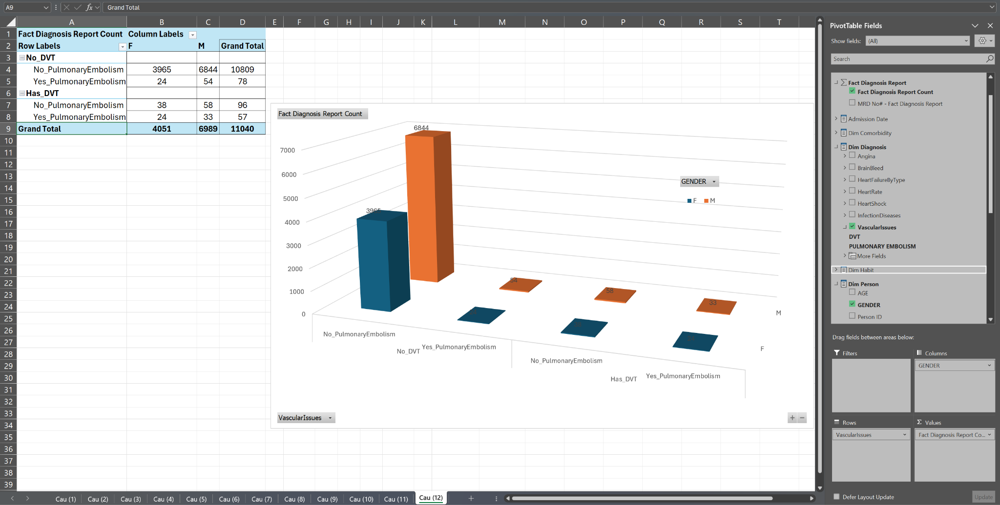 A9
fx
Grand Total
A B C D E F G H I J K L M N O P Q R S T
1 Fact Diagnosis Report Count Column Labels
2 Row Labels F M Grand Total
3 No_DVT
4 No_PulmonaryEmbolism 3965 6844 10809
5 Yes_PulmonaryEmbolism 24 54 78
6 Has_DVT
7 No_PulmonaryEmbolism 38 58 96
8 Yes_PulmonaryEmbolism 24 33 57
9 Grand Total 4051 6989 11040
10
11
12
13
14
15
16
17
18
19
20
21
22
23
24
25
26
27
28
29
30
31
32
33
34
35
36
37
38
39
Fact Diagnosis Report Count
6844
7000
6000
5000
4000
3000
2000
1000
0
3965
54
58
33
24
M
F
GENDER
F M
No_PulmonaryEmbolism
Yes_PulmonaryEmbolism
No_DVT
No_PulmonaryEmbolism
Yes_PulmonaryEmbolism
Has_DVT
VascularIssues
+ −
Cau (1) Cau (2) Cau (3) Cau (4) Cau (5) Cau (6) Cau (7) Cau (8) Cau (9) Cau (10) Cau (11) Cau (12)
PivotTable Fields
Show fields: (All)
Search
Σ Fact Diagnosis Report
Fact Diagnosis Report Count
MRD No# - Fact Diagnosis Report
Admission Date
Dim Comorbidity
Dim Diagnosis
Angina
BrainBleed
HeartFailureByType
HeartRate
HeartShock
InfectionDiseases
VascularIssues
DVT
PULMONARY EMBOLISM
More Fields
Dim Habit
Dim Person
AGE
GENDER
Person ID
Drag fields between areas below:
Filters
Columns
GENDER
Rows
VascularIssues
Σ Values
Fact Diagnosis Report Co...
Defer Layout Update
Update